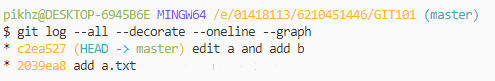 pikhz@DESKTOP-6945B6E MINGW64 /e/01418113/6210451446/GIT101 (master)
$ git log --all --decorate --oneline --graph
* c2ea527 (HEAD -> master) edit a and add b
* 2039ea8 add a.txt